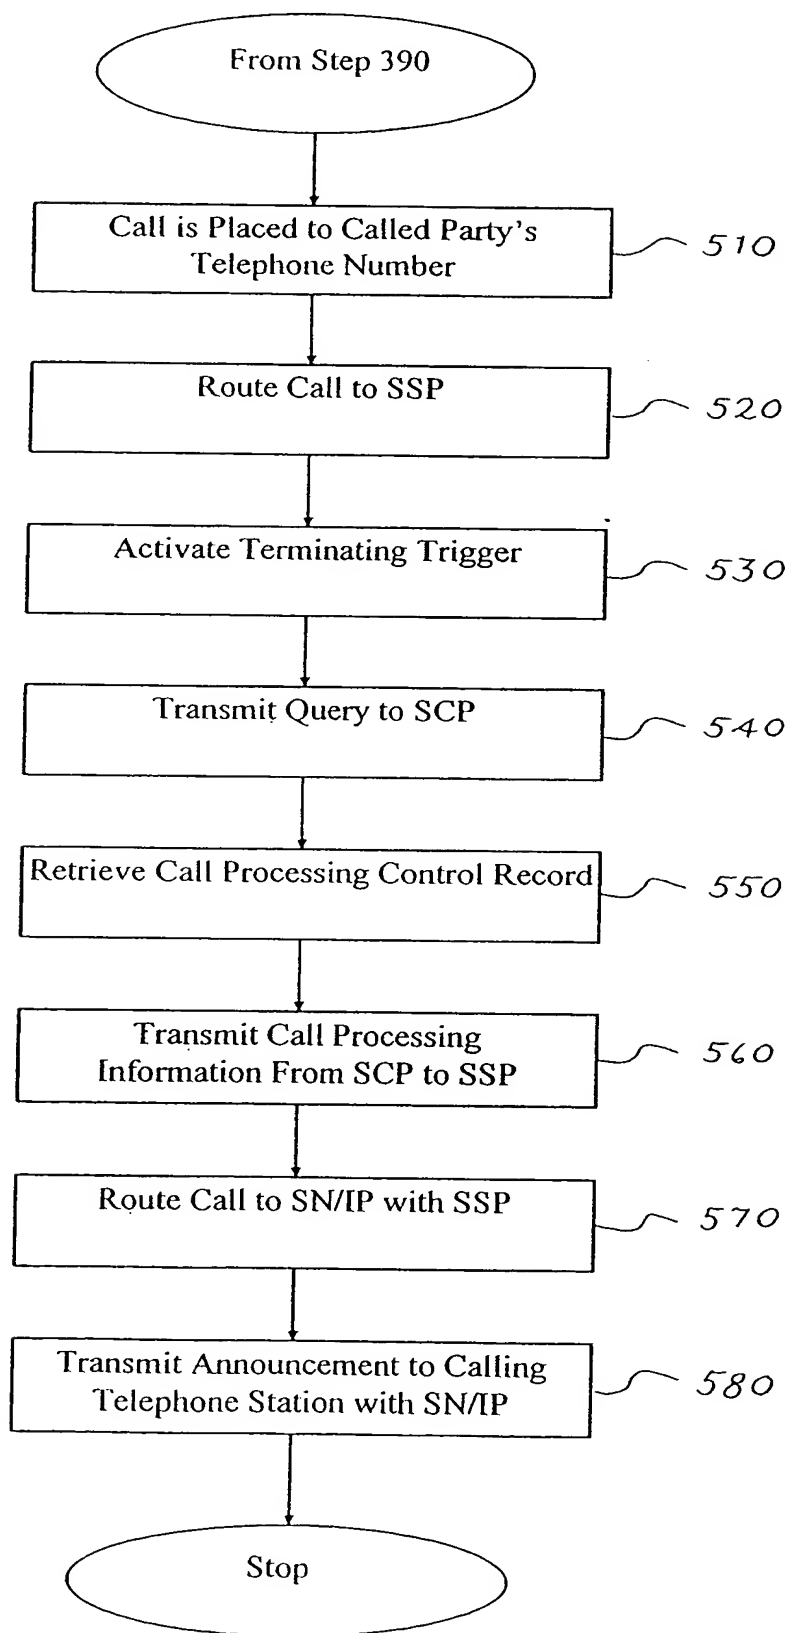 From Step 390
Call is Placed to Called Party's
Telephone Number
510
Route Call to SSP
520
Activate Terminating Trigger
530
Transmit Query to SCP
540
Retrieve Call Processing Control Record
550
Transmit Call Processing
Information From SCP to SSP
560
Route Call to SN/IP with SSP
570
Transmit Announcement to Calling
Telephone Station with SN/IP
580
Stop